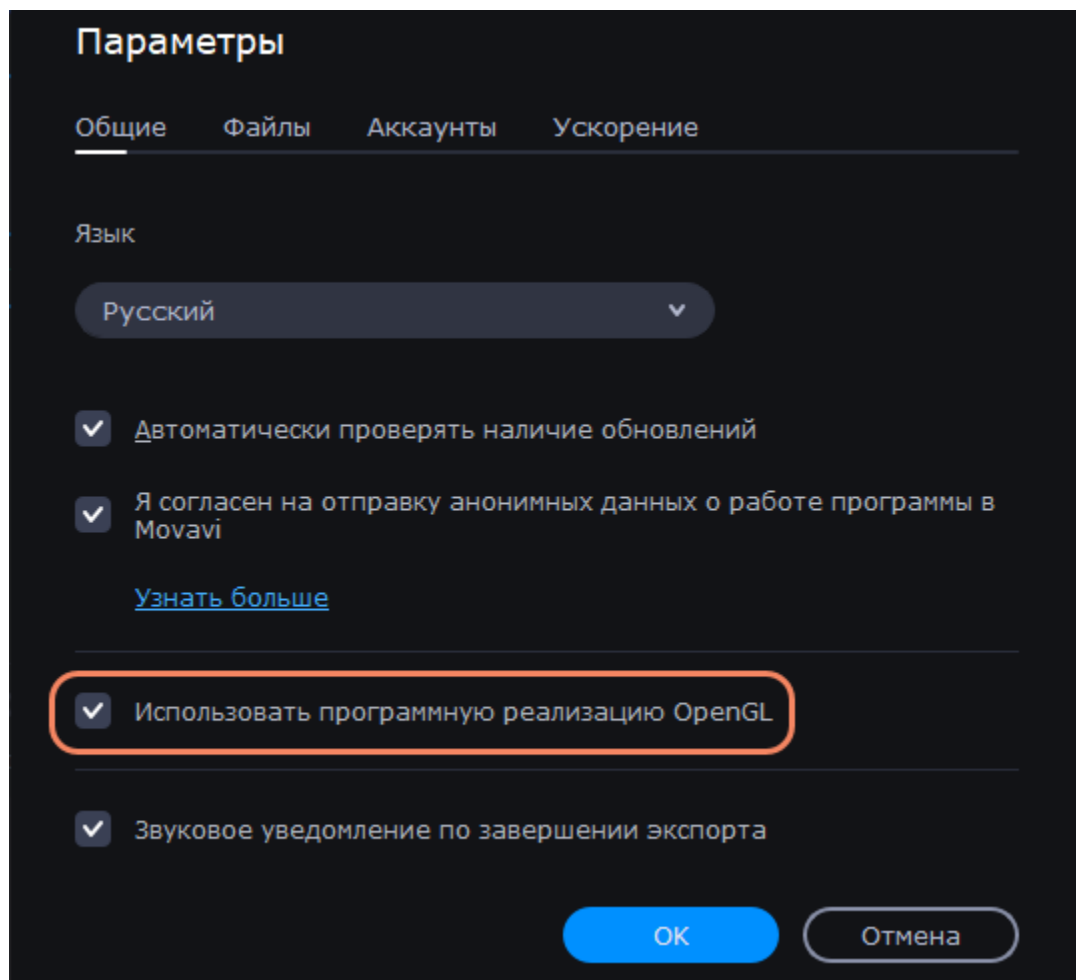 Параметры
Общие Файлы Аккаунты Ускорение
Язык
Русский
Автоматически проверять наличие обновлений
Я согласен на отправку анонимных данных о работе программы в
Movavi
Узнать больше
Использовать программную реализацию OpenGL
Звуковое уведомление по завершении экспорта
OK Отмена